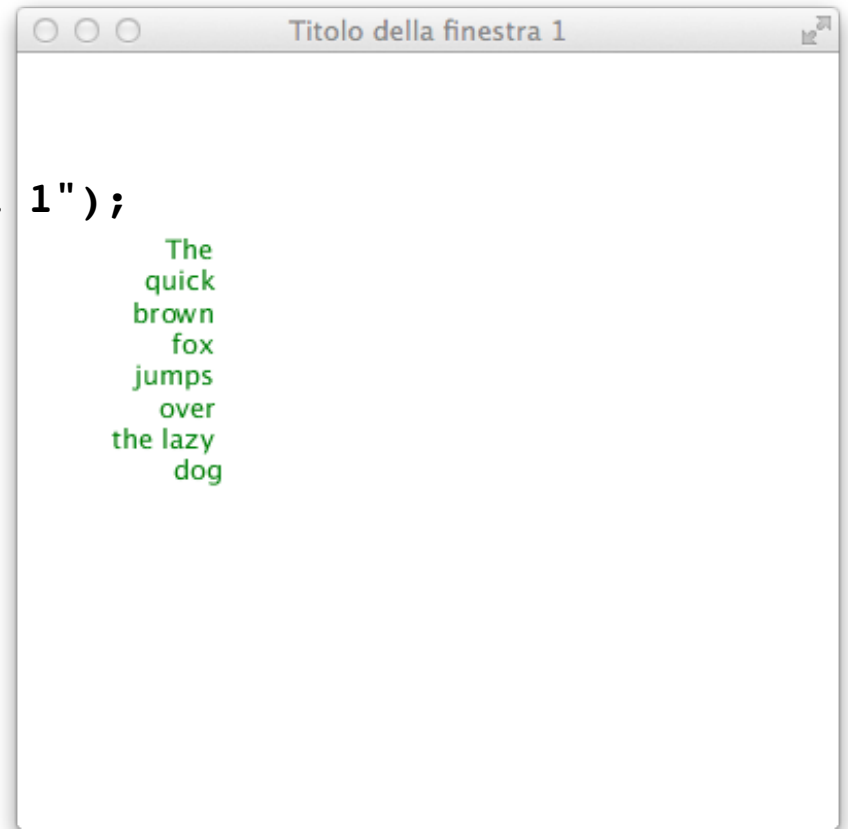 Titolo della finestra 1
1");
The
quick
brown
fox
jumps
over
the lazy
dog